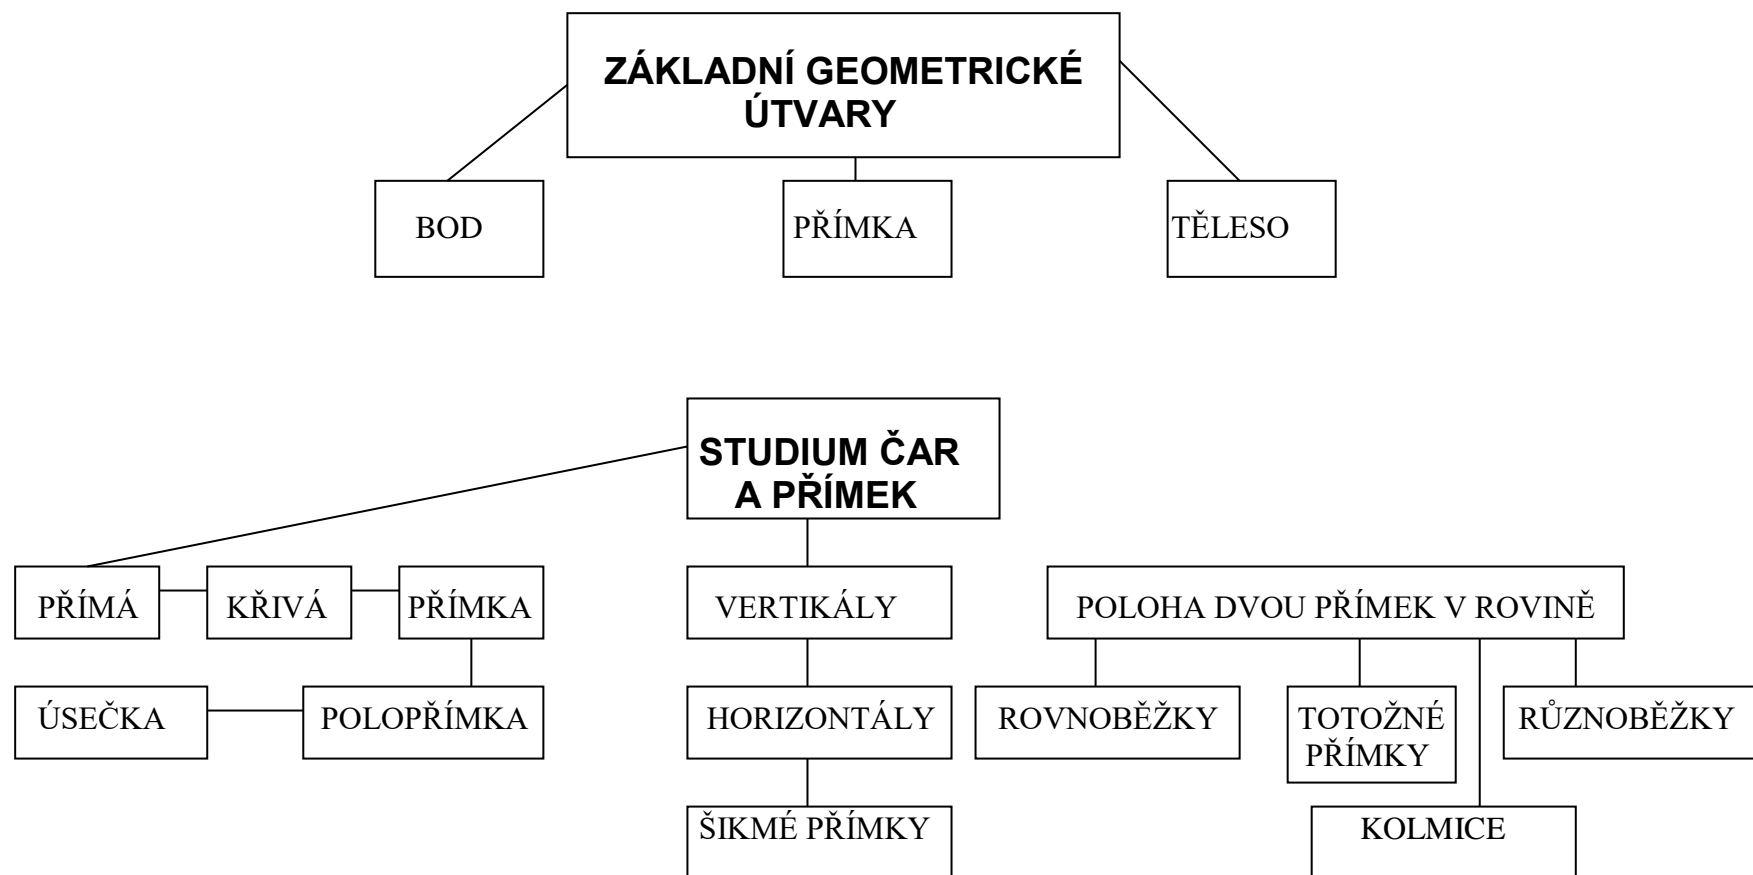 ZÁKLADNÍ GEOMETRICKÉ
ÚTVARY
BOD
PŘÍMKA
TĚLESO
STUDIUM ČAR
A PŘÍMEK
PŘÍMÁ
KŘIVÁ
PŘÍMKA
VERTIKÁLY
POLOHA DVOU PŘÍMEK V ROVINĚ
ÚSEČKA
POLOPŘÍMKA
HORIZONTÁLY
ROVNOBĚŽKY
TOTOŽNÉ
PŘÍMKY
RŮZNOBĚŽKY
ŠIKMÉ PŘÍMKY
KOLMICE